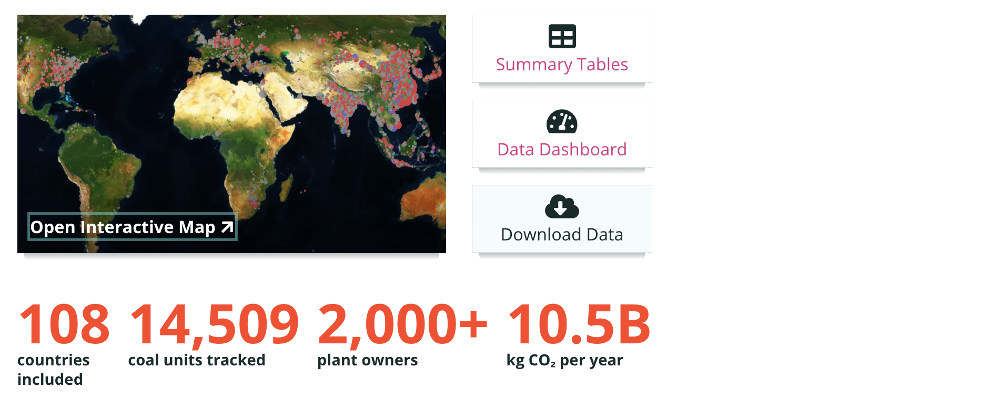 Open Interactive Map
Summary Tables
Data Dashboard
Download Data
108
countries
included
14,509
coal units tracked
2,000+
plant owners
10.5B
kg CO₂ per year